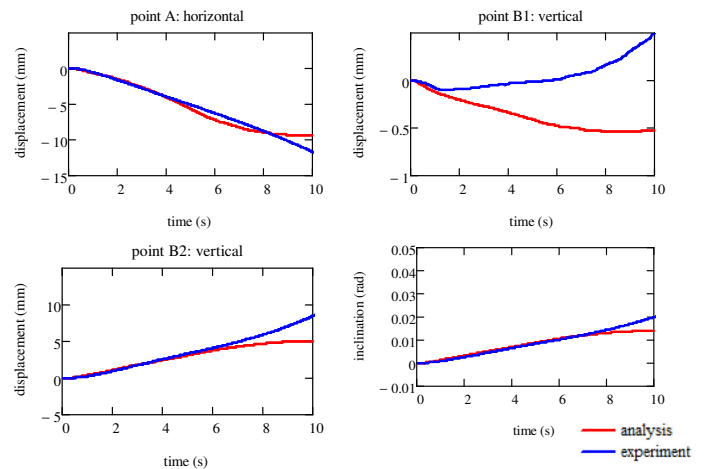 point A: horizontal
displacement (mm)
0
− 5
− 10
− 15
0 2 4 6 8 10
time (s)
point B1: vertical
displacement (mm)
0.5
0
− 0.5
− 1
0 2 4 6 8 10
time (s)
point B2: vertical
displacement (mm)
10
5
0
− 5
0 2 4 6 8 10
time (s)
inclination (rad)
0.05
0.04
0.03
0.02
0.01
0
− 0.01
0 2 4 6 8 10
time (s)
analysis
experiment